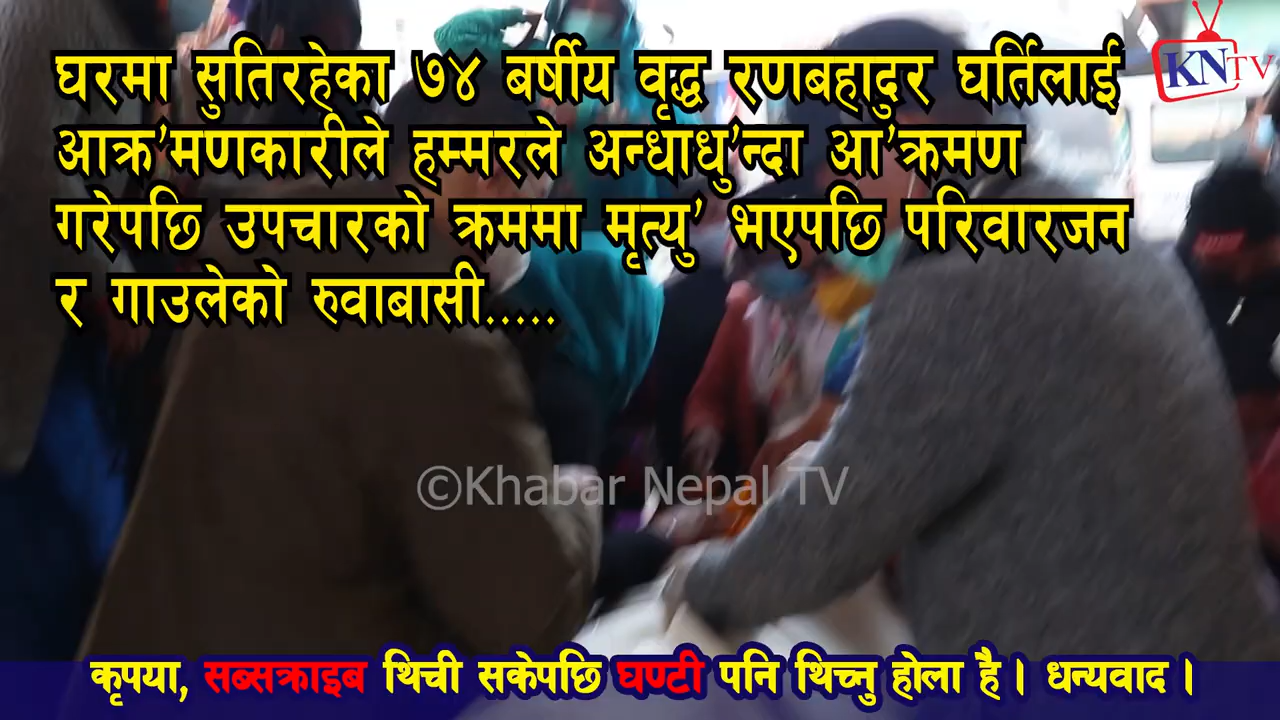 घरमा सुतिरहेका ७४ बर्षीय वृद्ध रणबहादुर घर्तिलाई
आक्र'मणकारीले हम्मरले अन्धाधु'न्दा आ'क्रमण
गरेपछि उपचारको क्रममा मृत्यु' भएपछि परिवारजन
र गाउलेको रुवाबासी.....
KNTV
©Khabar Nepal TV
कृपया, सब्सक्राइब थिची सकेपछि घण्टी पनि थिच्नु होला है । धन्यवाद ।